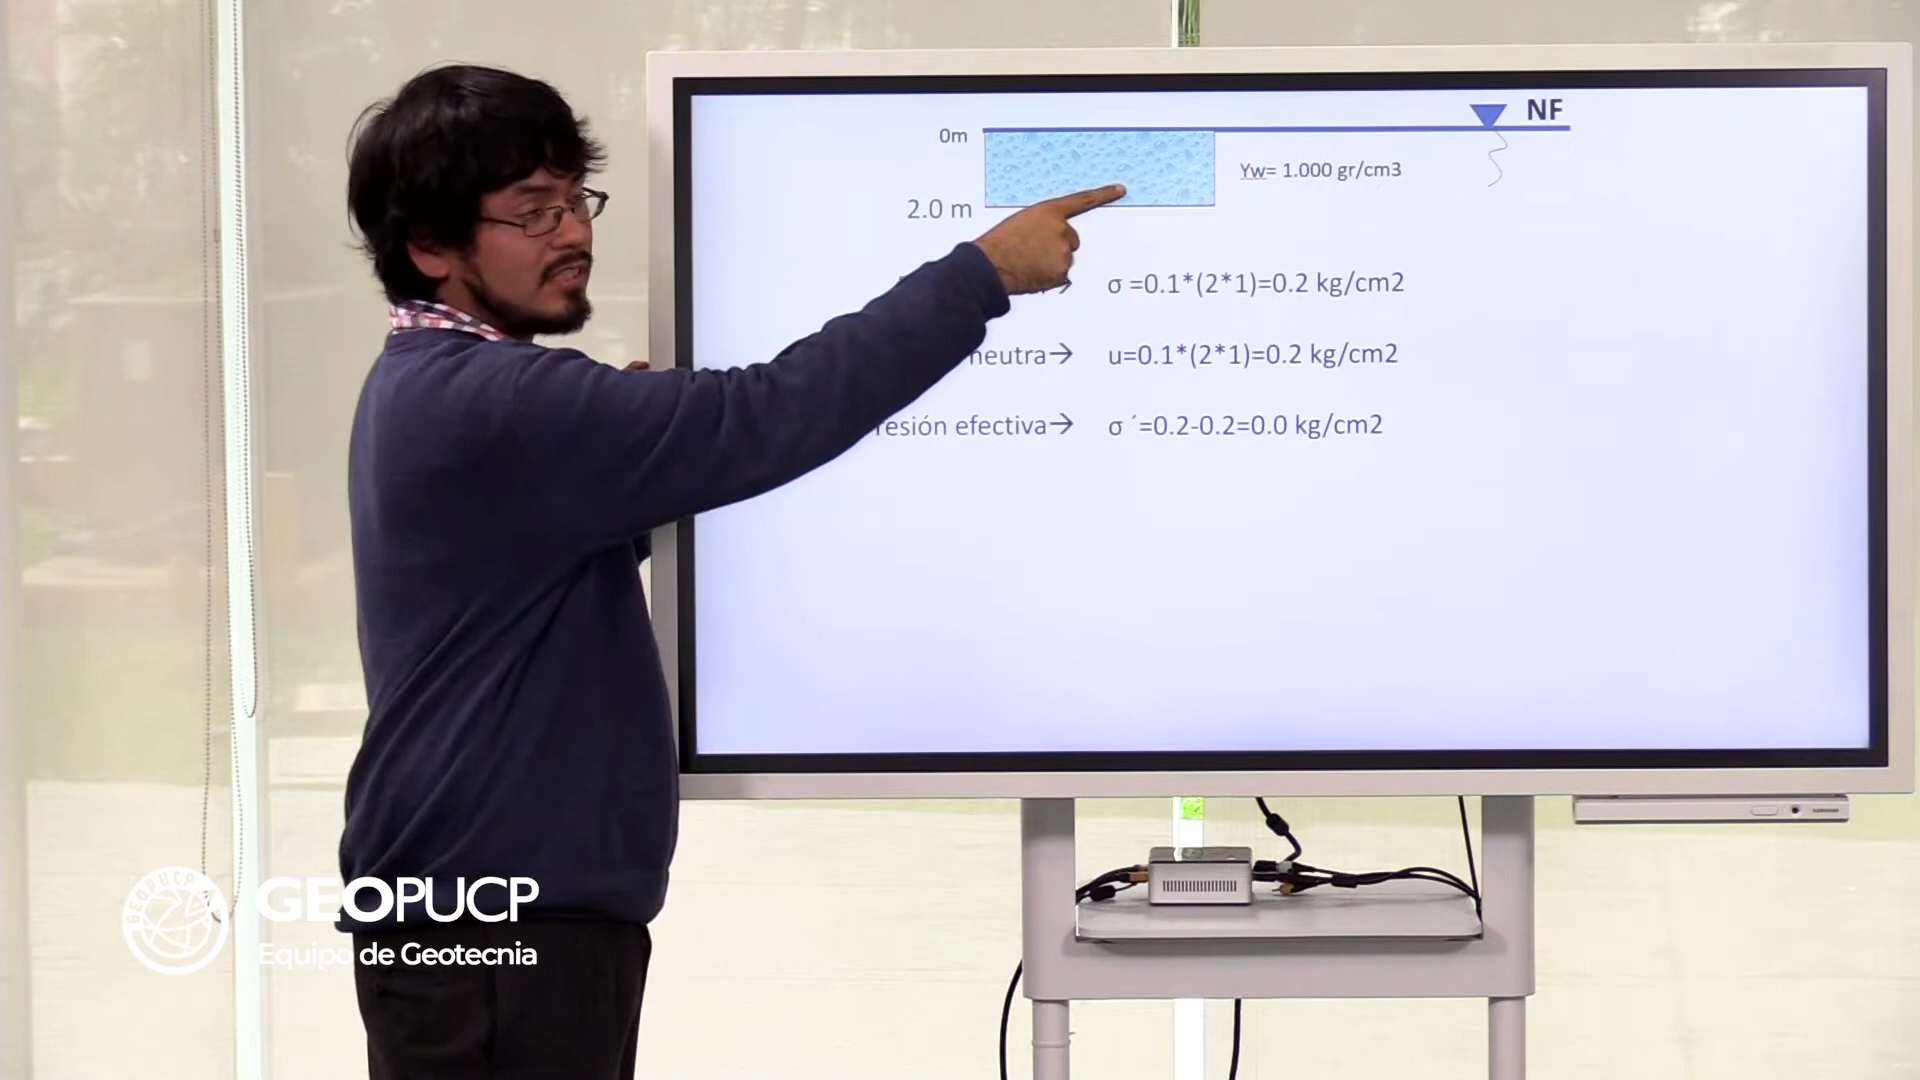 NF
0m
Yw= 1.000 gr/cm3
2.0 m
σ =0.1*(2*1)=0.2 kg/cm2
neutra→ u=0.1*(2*1)=0.2 kg/cm2
resión efectiva→ σ ´=0.2-0.2=0.0 kg/cm2
GEOPUCP
GEOPUCP
Equipo de Geotecnia